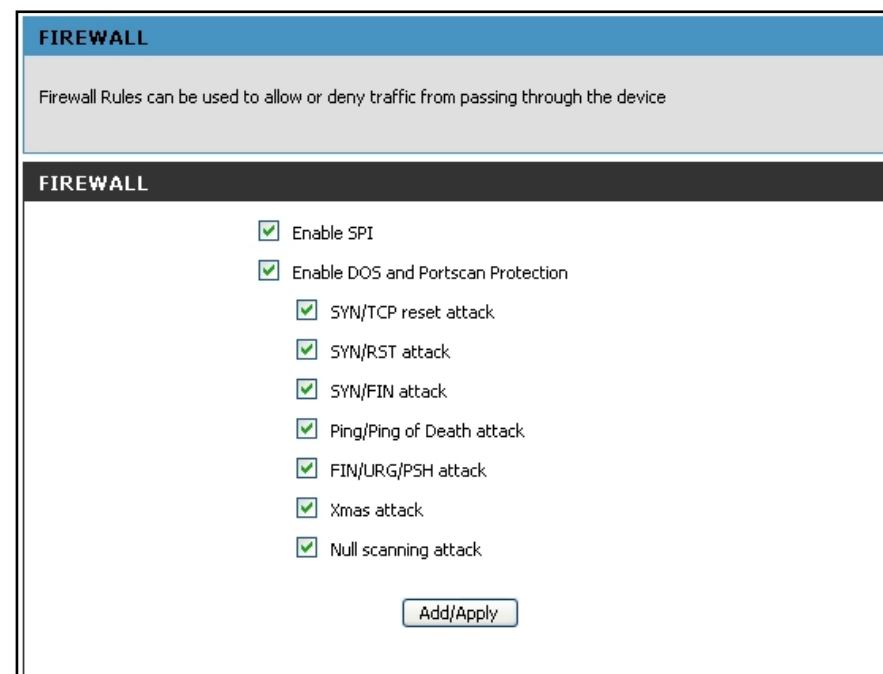 FIREWALL
Firewall Rules can be used to allow or deny traffic from passing through the device
FIREWALL
Enable SPI
Enable DOS and Portscan Protection
SYN/TCP reset attack
SYN/RST attack
SYN/FIN attack
Ping/Ping of Death attack
FIN/URG/PSH attack
Xmas attack
Null scanning attack
Add/Apply